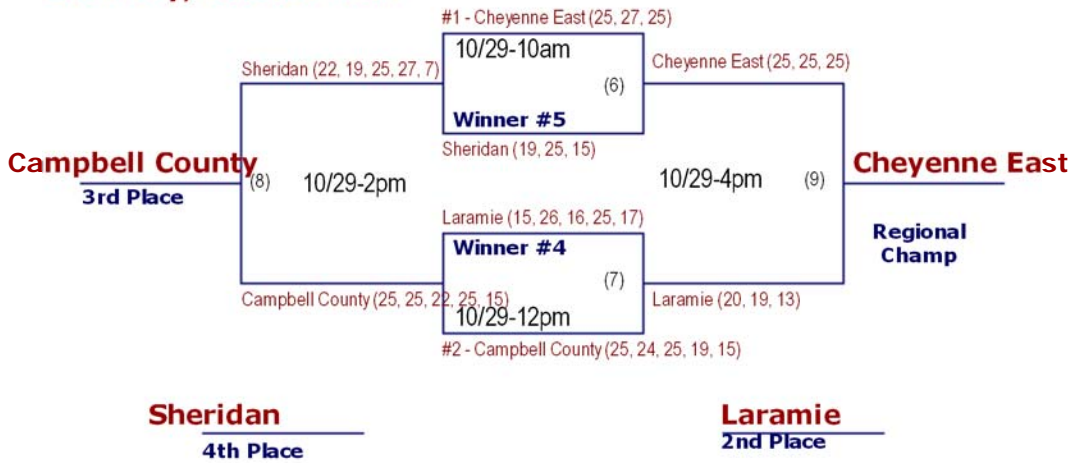 #1 - Cheyenne East (25, 27, 25)
10/29-10am
Sheridan (22, 19, 25, 27, 7)
Cheyenne East (25, 25, 25)
(6)
Winner #5
Sheridan (19, 25, 15)
Campbell County
3rd Place
(8)
10/29-2pm
10/29-4pm
(9)
Cheyenne East
Regional
Champ
Laramie (15, 26, 16, 25, 17)
Winner #4
(7)
Campbell County (25, 25, 22, 25, 15)
Laramie (20, 19, 13)
10/29-12pm
#2 - Campbell County (25, 24, 25, 19, 15)
Sheridan
4th Place
Laramie
2nd Place